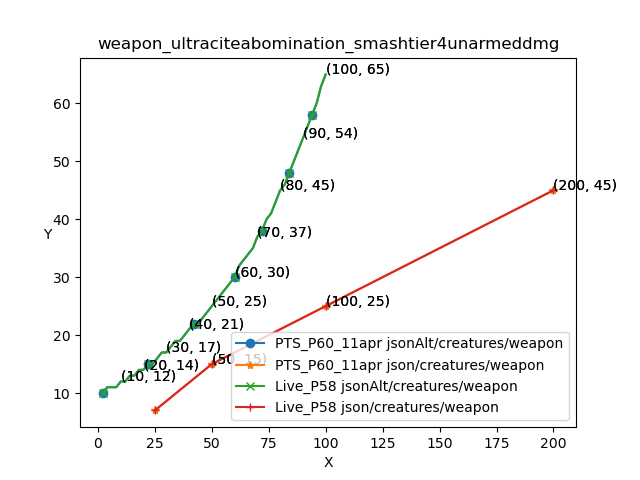 weapon_ultraciteabomination_smashtier4unarmeddmg
(100, 65)
60
(90, 54)
50
(80, 45)
(200, 45)
40
Y
(70, 37)
30
(60, 30)
(50, 25)
(100, 25)
20
(40, 21)
(30, 17)
(50, 15)
(20, 14)
(10, 12)
10
PTS_P60_11apr jsonAlt/creatures/weapon
PTS_P60_11apr json/creatures/weapon
Live_P58 jsonAlt/creatures/weapon
Live_P58 json/creatures/weapon
0 25 50 75 100 125 150 175 200
X